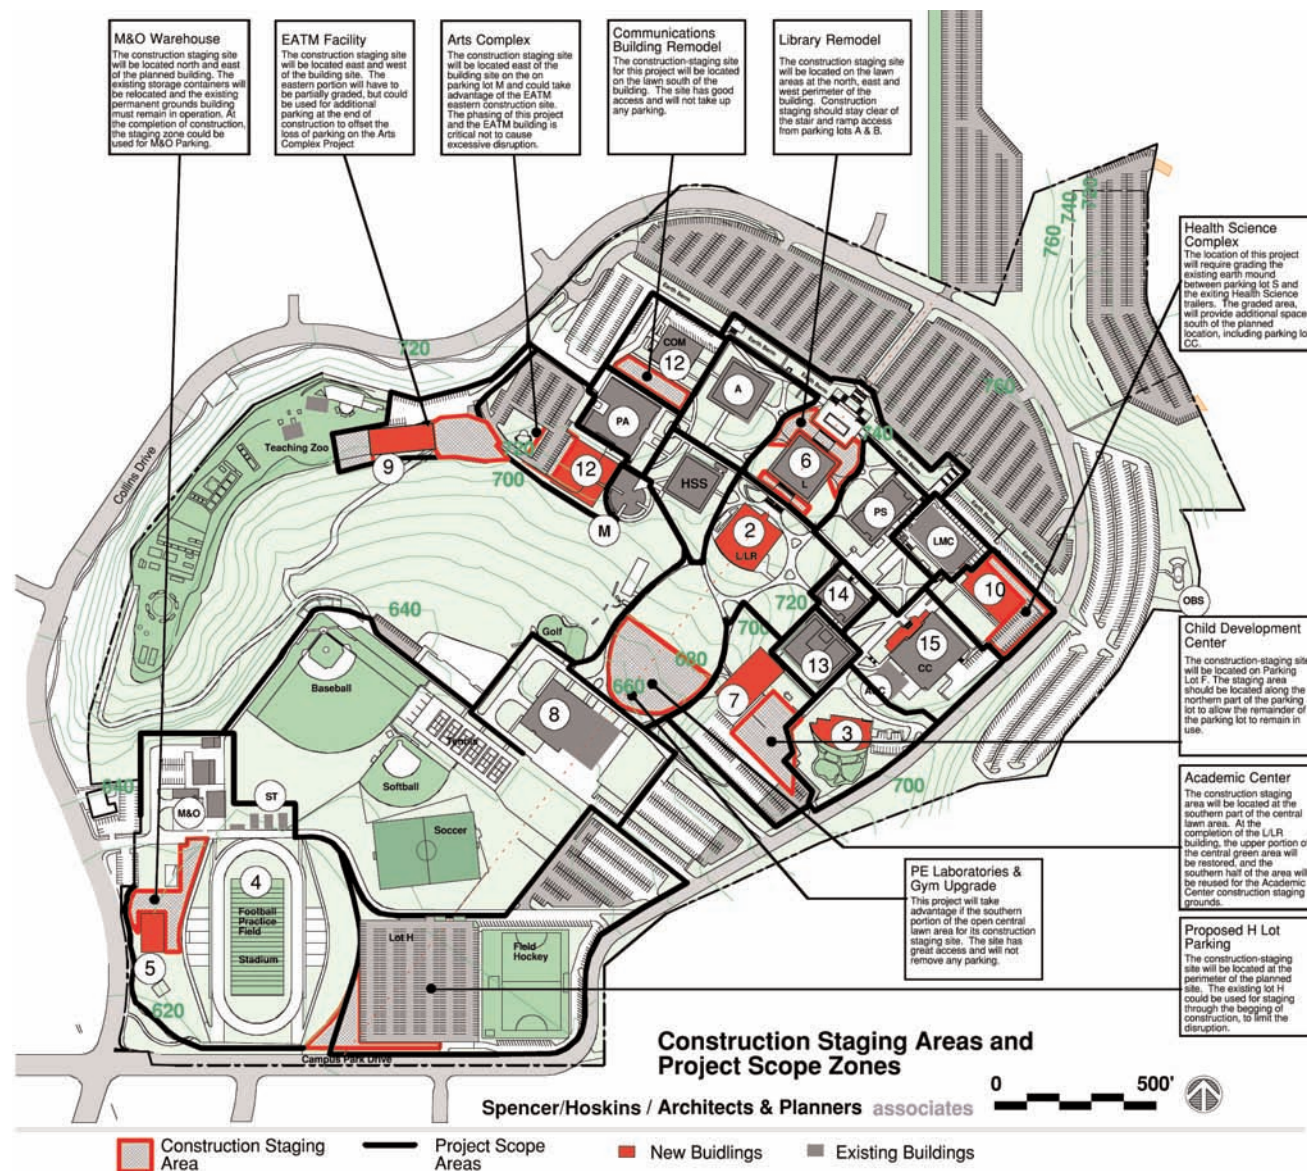 M&O Warehouse
The construction staging site
will be located north and east
of the planned building. The
existing storage containers will
be relocated and the existing
permanent grounds building
must remain in operation. At
the completion of construction,
the staging zone could be
used for M&O Parking.
EATM Facility
The construction staging site
will be located east and west
of the building site. The
eastern portion will have to
be partially graded, but could
be used for additional
parking at the end of
construction to offset the
loss of parking on the Arts
Complex Project
Arts Complex
The construction staging site
will be located east of the
building site on the on
parking lot M and could take
advantage of the EATM
eastern construction site.
The phasing of this project
and the EATM building is
critical not to cause
excessive disruption.
Communications
Building Remodel
The construction-staging site
for this project will be located
on the lawn south of the
building. The site has good
access and will not take up
any parking.
Library Remodel
The construction staging site
will be located on the lawn
areas at the north, east and
west perimeter of the
building. Construction
staging should stay clear of
the stair and ramp access
from parking lots A & B.
Health Science
Complex
The location of this project
will require grading the
existing earth mound
between parking lot S and
the exiting Health Science
trailers. The graded area,
will provide additional space
south of the planned
location, including parking lo
CC.
Child Development
Center
The construction-staging site
will be located on Parking
Lot F. The staging area
should be located along the
northern part of the parking
lot to allow the remainder of
the parking lot to remain in
use.
Academic Center
The construction staging
area will be located at the
southern part of the central
lawn area. At the
completion of the L/LR
building, the upper portion of
the central green area will
be restored, and the
southern half of the area will
be reused for the Academic
Center construction staging
grounds.
PE Laboratories &
Gym Upgrade
This project will take
advantage if the southern
portion of the open central
lawn area for its construction
staging site. The site has
great access and will not
remove any parking.
Proposed H Lot
Parking
The construction-staging
site will be located at the
perimeter of the planned
site. The existing lot H
could be used for staging
through the begging of
construction, to limit the
disruption.
760
740
780
720
Earth Berm
Earth Berm
Earth Berm
Earth Berm
Earth Berm
Earth Berm
COM
12
A
PA
760
740
Collins Drive
Teaching Zoo
9
700
12
HSS
6
L
PS
LMC
M
2
L/LR
10
OBS
640
Golf
720
14
700
13
15
CC
680
660
7
3
700
Baseball
8
Tennis
Softball
Soccer
640
M&O
ST
4
Football
Practice
Field
Stadium
5
620
Lot H
Field
Hockey
Campus Park Drive
Construction Staging Areas and
Project Scope Zones
0 500'
Spencer/Hoskins / Architects & Planners associates
Construction Staging
Area
Project Scope
Areas
New Buidlings
Existing Buildings